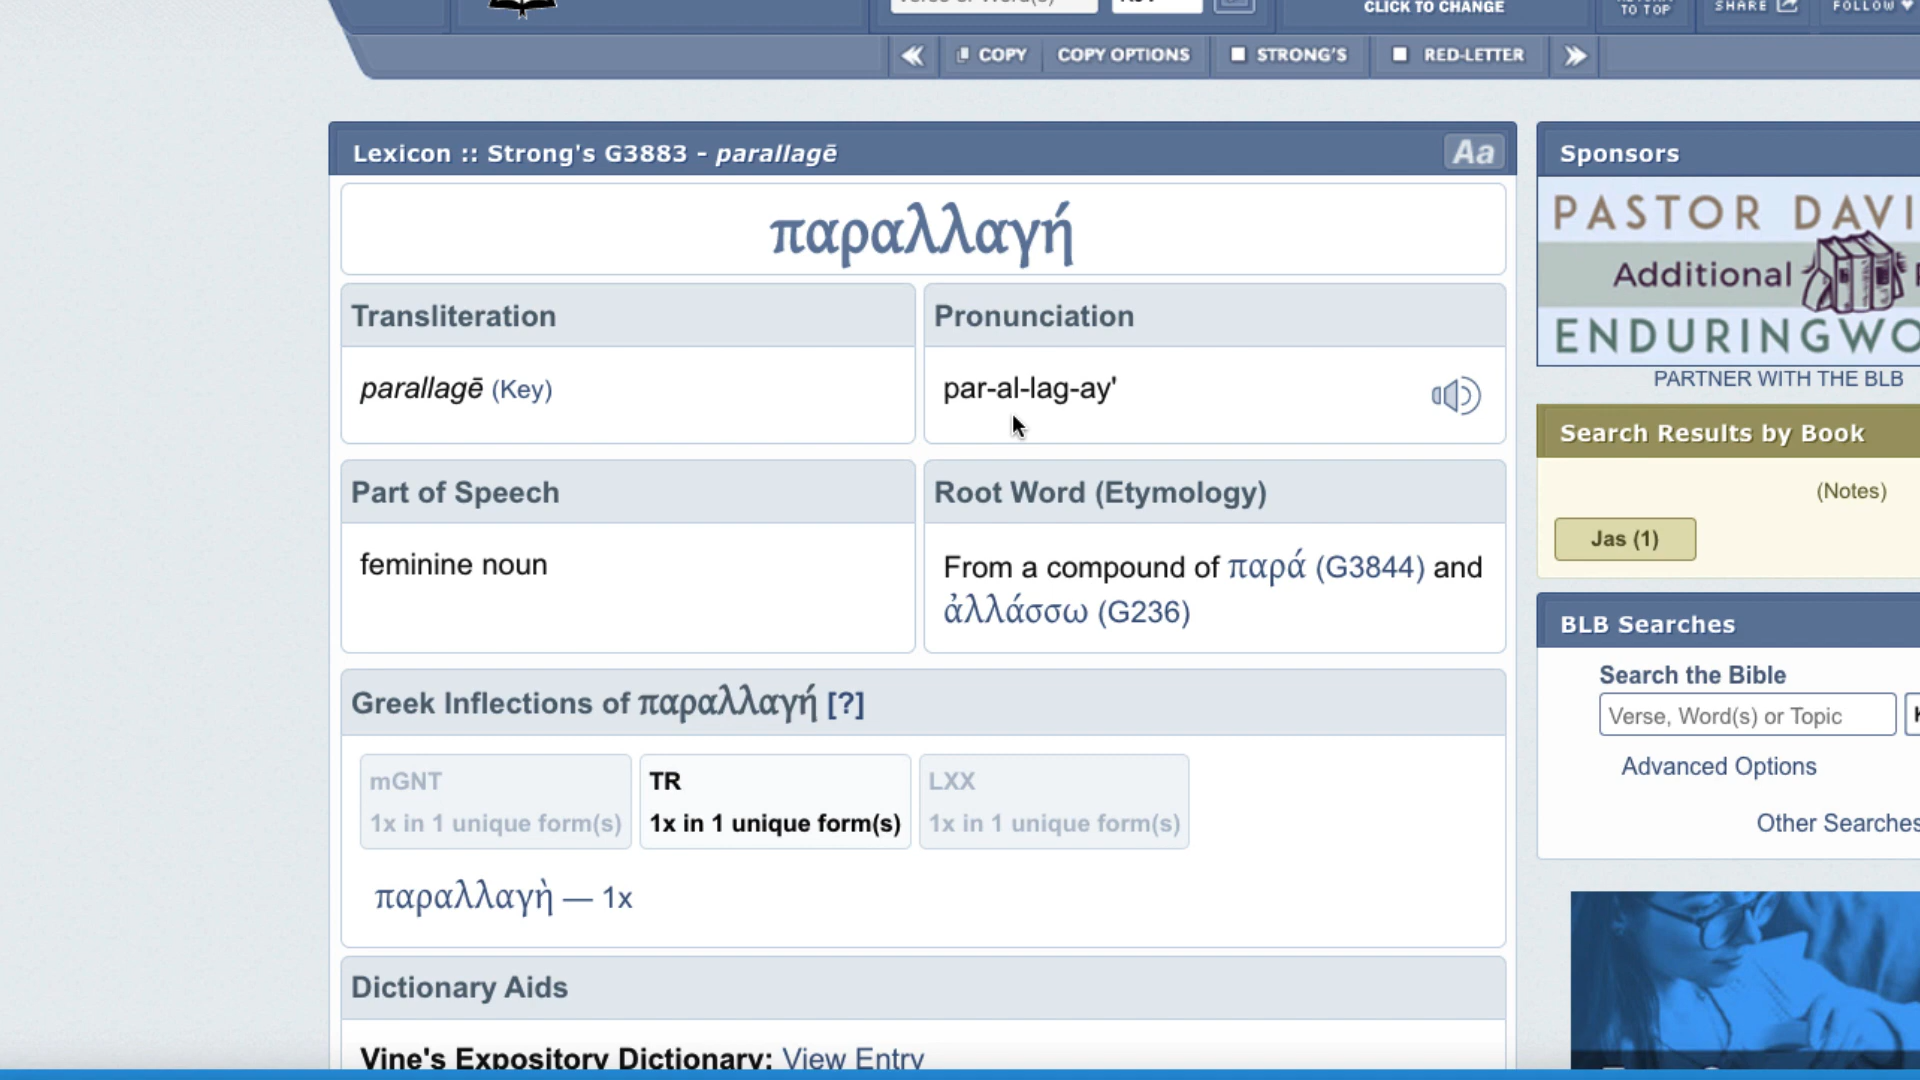 CLICK TO CHANGE
TO TOP
SHARE
FOLLOW
COPY
COPY OPTIONS
STRONG'S
RED-LETTER
Lexicon :: Strong's G3883 - parallagē
Aa
παραλλαγή
Transliteration
parallagē (Key)
Pronunciation
par-al-lag-ay'
Part of Speech
feminine noun
Root Word (Etymology)
From a compound of παρά (G3844) and
ἀλλάσσω (G236)
Greek Inflections of παραλλαγή [?]
mGNT
1x in 1 unique form(s)
TR
1x in 1 unique form(s)
LXX
1x in 1 unique form(s)
παραλλαγὴ — 1x
Dictionary Aids
Vine's Expository Dictionary: View Entry
Sponsors
PASTOR DAVI
Additional
ENDURINGWO
PARTNER WITH THE BLB
Search Results by Book
(Notes)
Jas (1)
BLB Searches
Search the Bible
Verse, Word(s) or Topic
Advanced Options
Other Searches